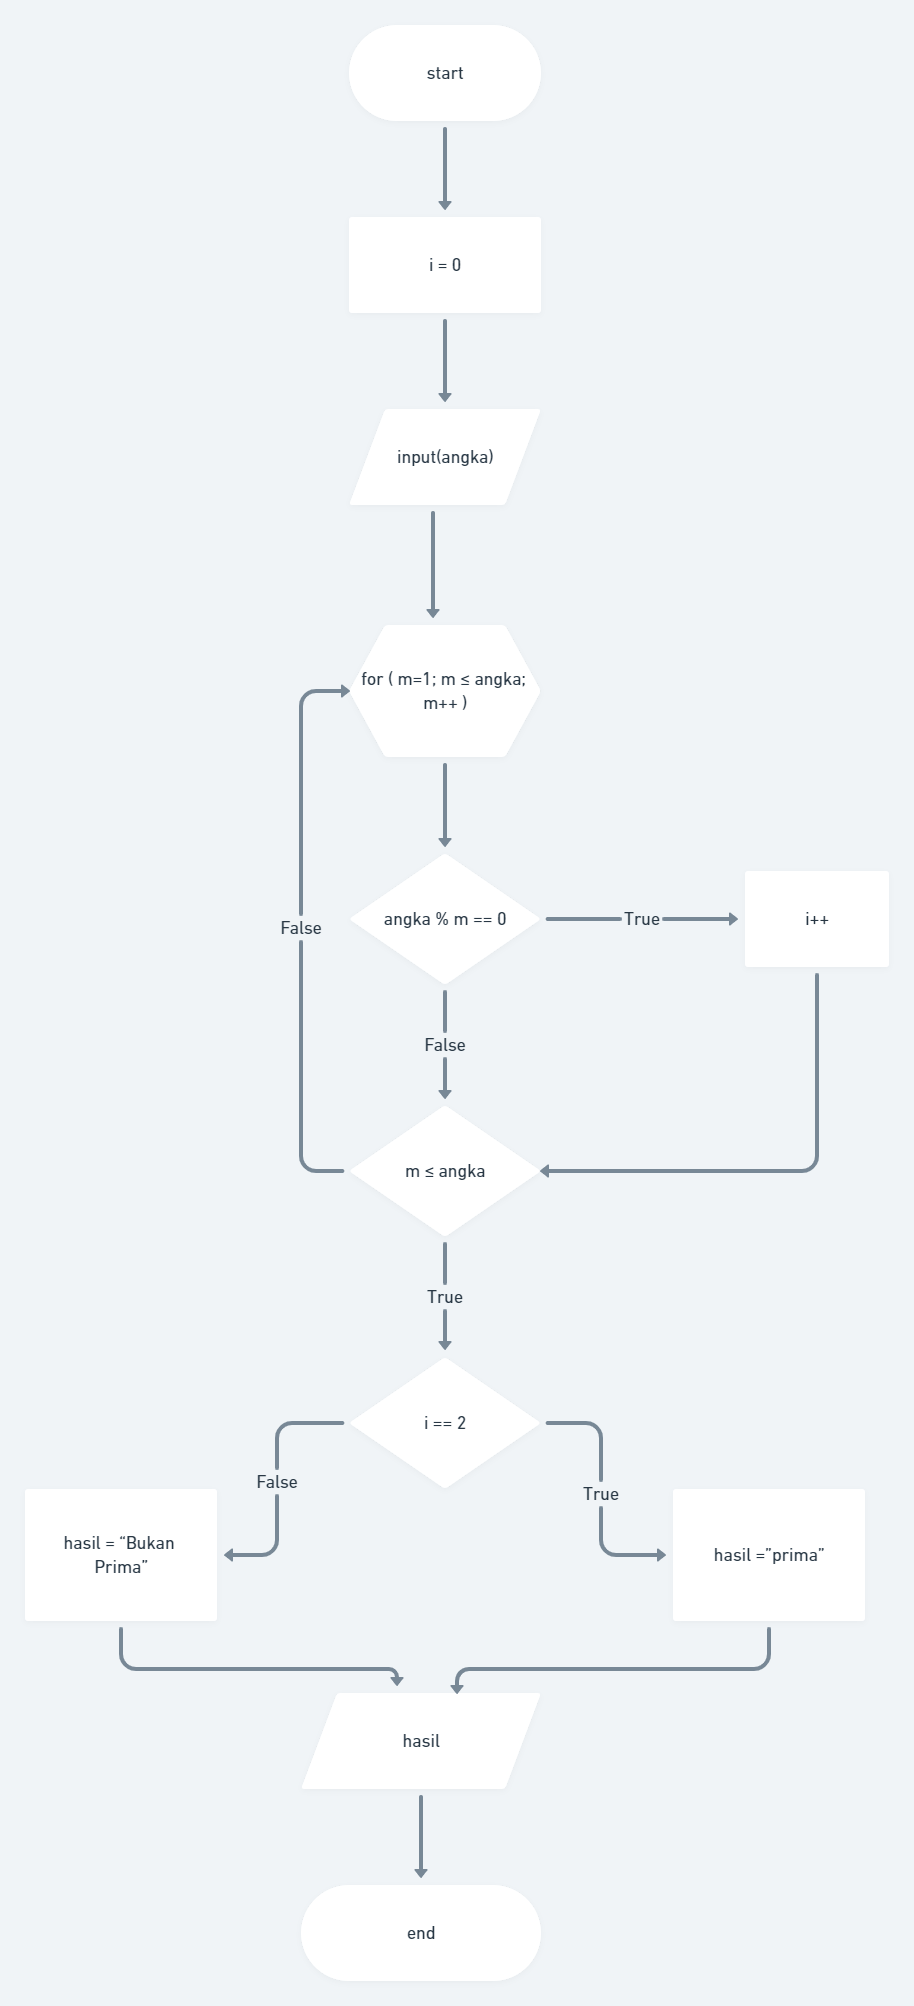 start
i = 0
input(angka)
for ( m=1; m ≤ angka;
m++ )
angka % m == 0
True
i++
False
False
m ≤ angka
True
i == 2
False
True
hasil = “Bukan
Prima”
hasil =”prima”
hasil
end